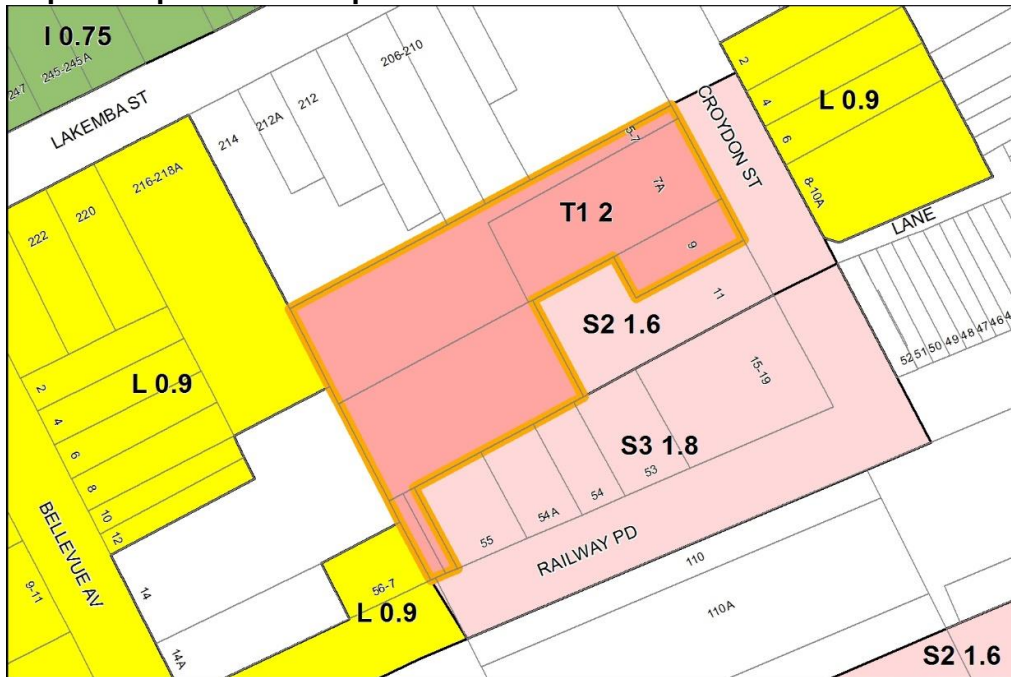 I 0.75
247
245-245A
LAKEMBA ST
206-210
212
212A
214
216-218A
220
222
CROYDON ST
2
4
6
8-10A
L 0.9
LANE
5-7
7A
T1 2
9
11
S2 1.6
15-19
S3 1.8
53
54
54A
55
52
51
50
49
48
47
46
L 0.9
2
4
6
8
10
12
BELLEVUE AV
9-11
14
14A
56-7
L 0.9
RAILWAY PD
110
110A
S2 1.6